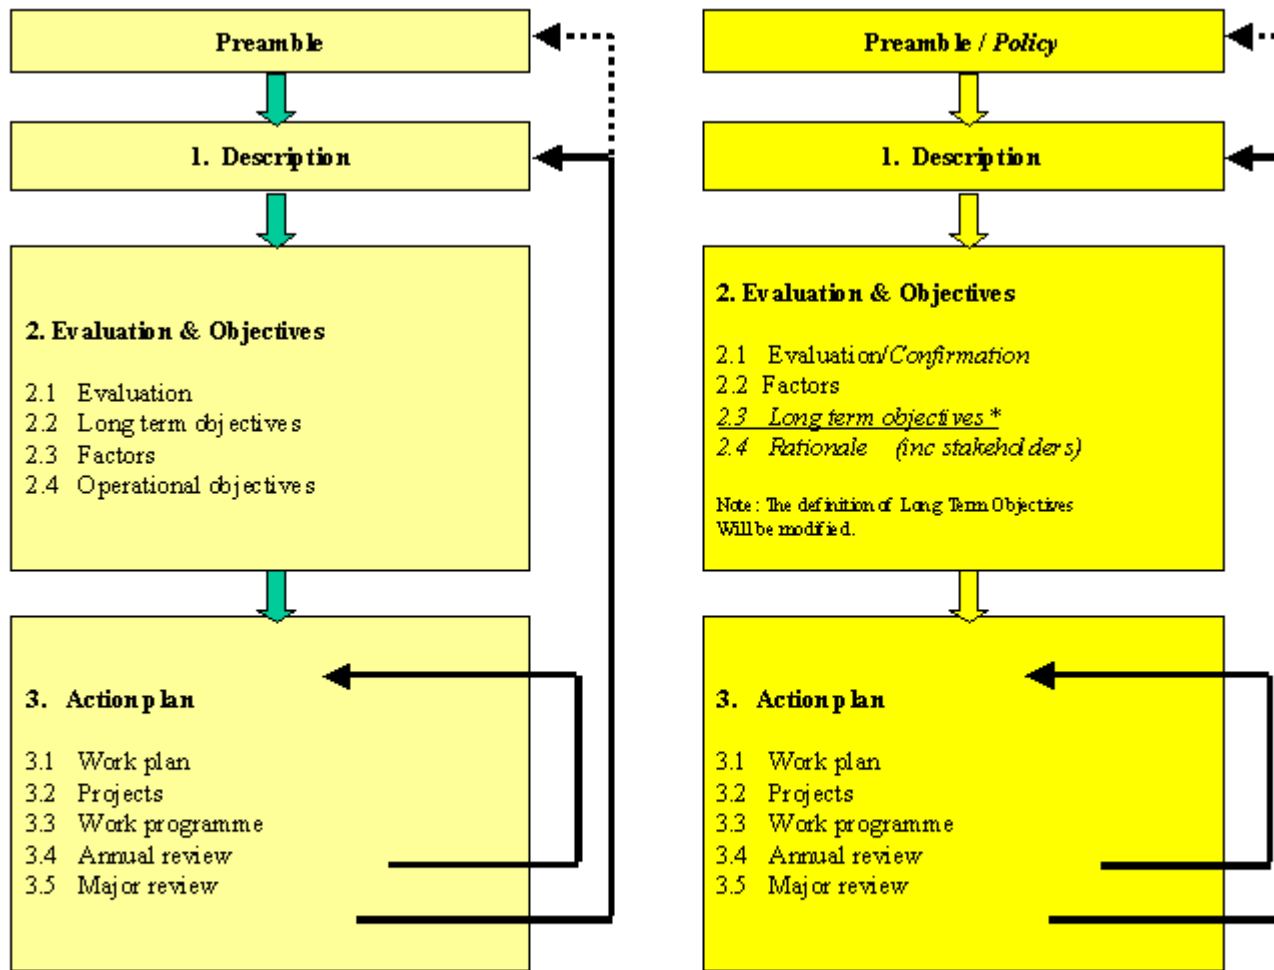 Preamble
1. Description
2. Evaluation & Objectives
2.1 Evaluation
2.2 Long term objectives
2.3 Factors
2.4 Operational objectives
3. Action plan
3.1 Work plan
3.2 Projects
3.3 Work programme
3.4 Annual review
3.5 Major review
Preamble / Policy
1. Description
2. Evaluation & Objectives
2.1 Evaluation/Confirmation
2.2 Factors
2.3 Long term objectives *
2.4 Rationale (inc stakeholders)
Note: The definition of Long Term Objectives
Will be modified.
3. Action plan
3.1 Work plan
3.2 Projects
3.3 Work programme
3.4 Annual review
3.5 Major review